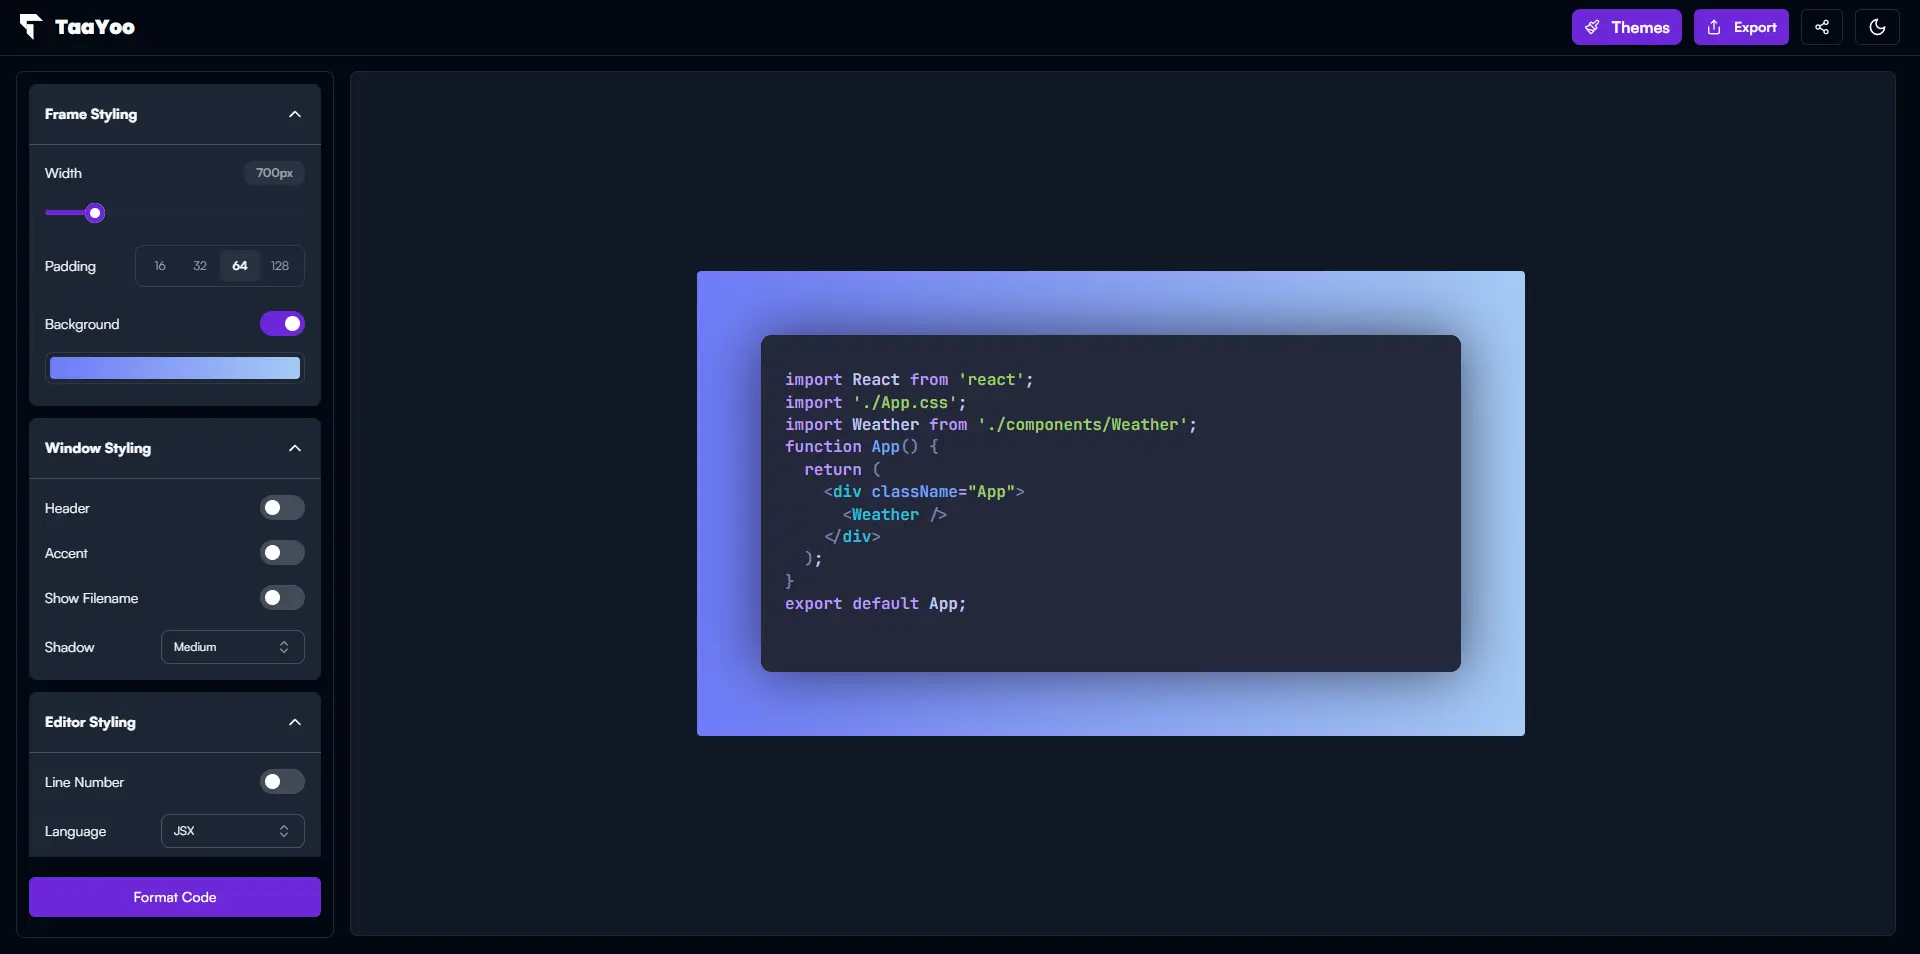 TaaYoo
Themes
Export
Frame Styling
Width
700px
Padding
16 32 64 128
Background
Window Styling
Header
Accent
Show Filename
Shadow
Medium
Editor Styling
Line Number
Language
JSX
Format Code
import React from 'react';
import './App.css';
import Weather from './components/Weather';
function App() {
  return (
    <div className="App">
      <Weather />
    </div>
  );
}
export default App;